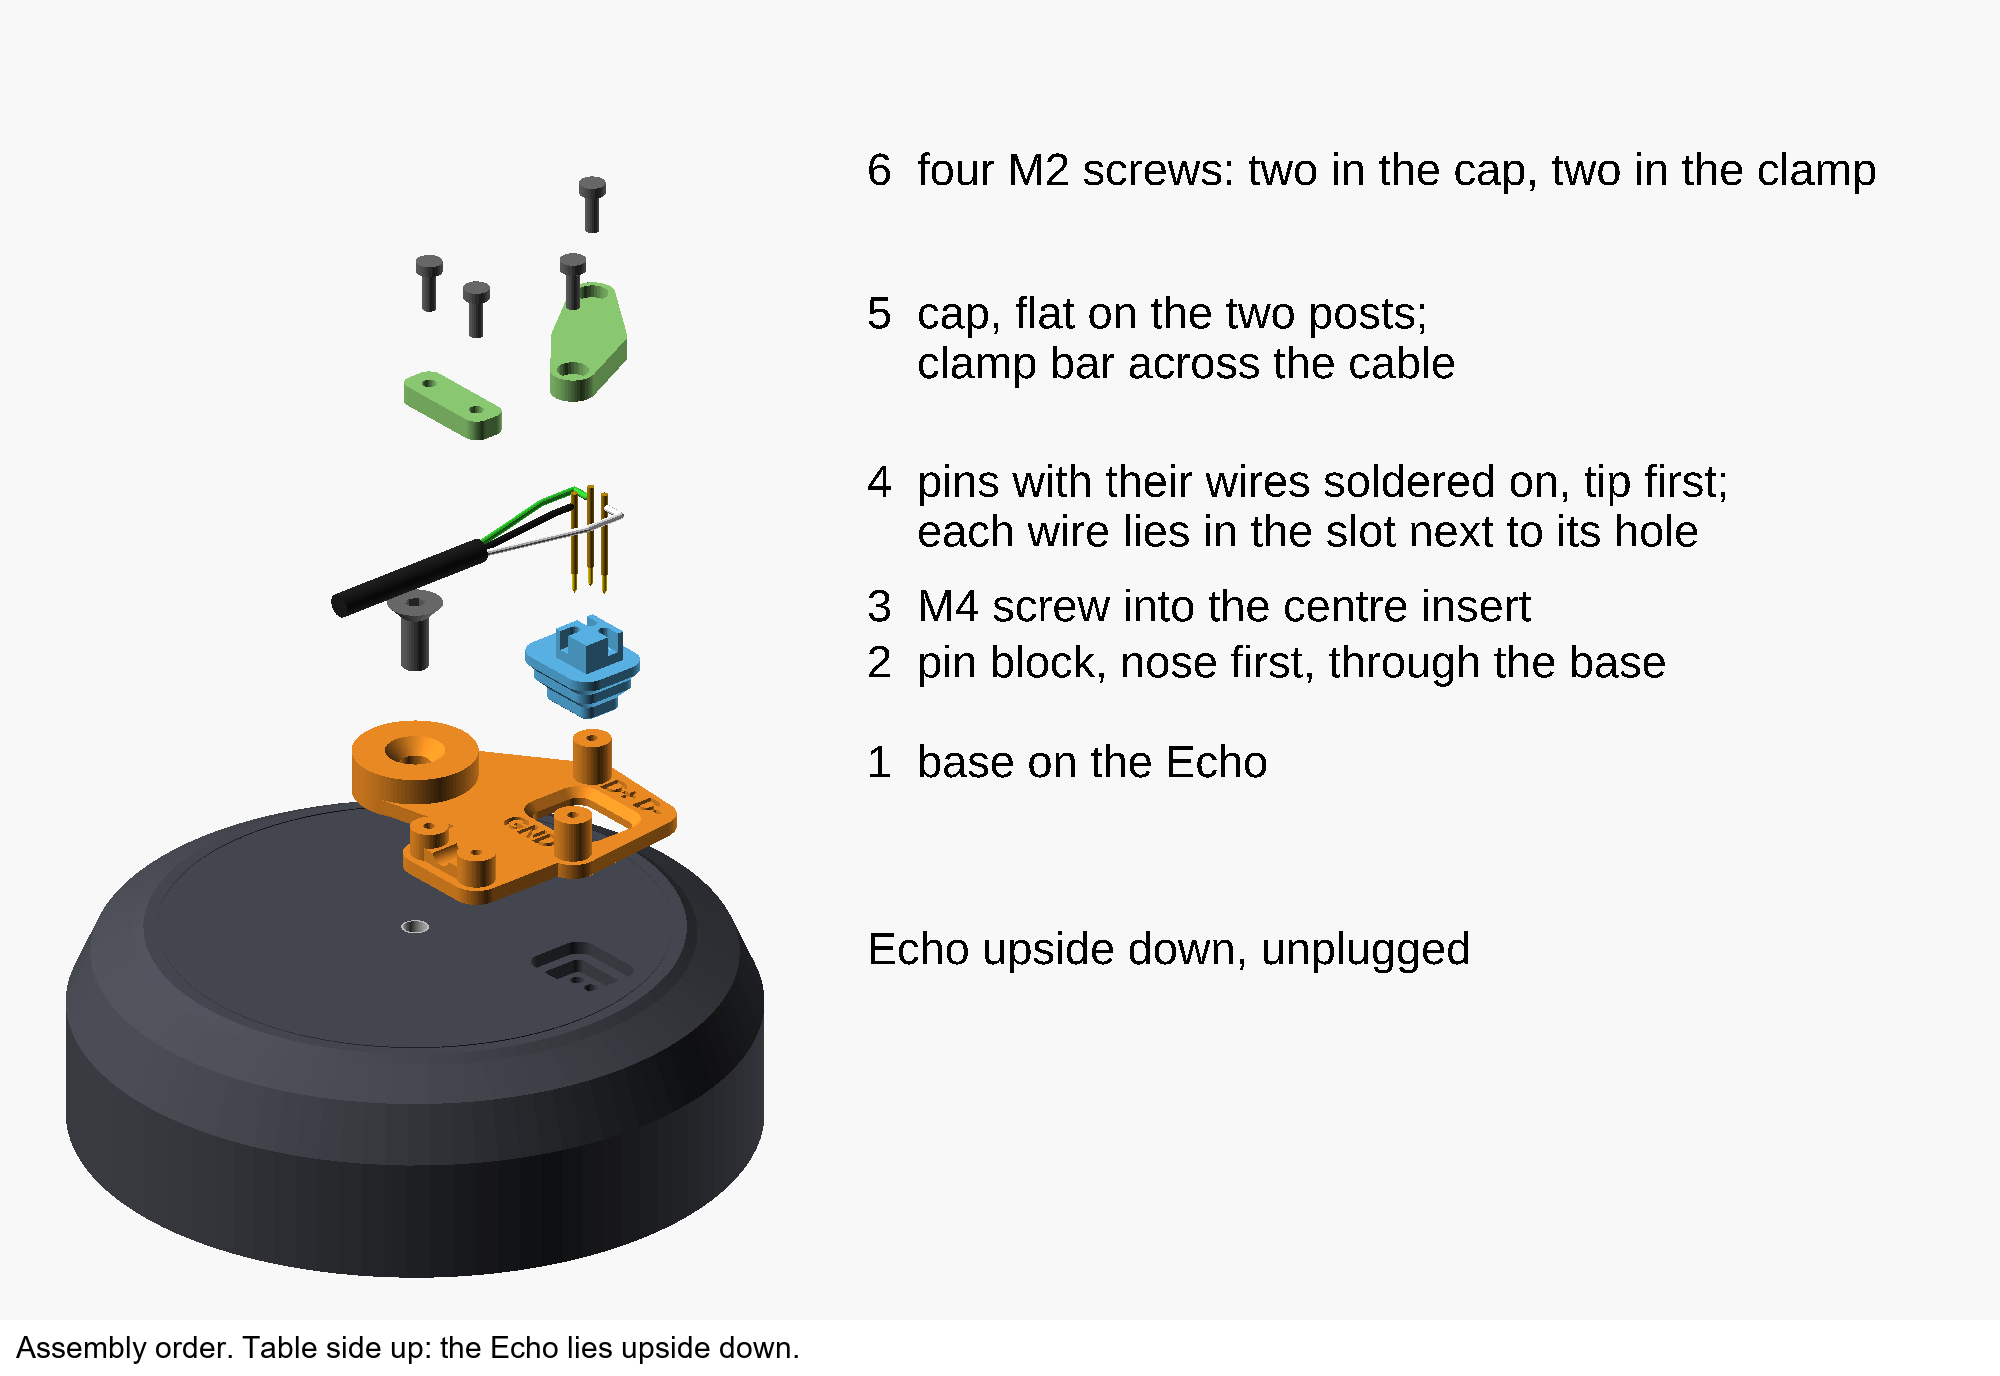 6 four M2 screws: two in the cap, two in the clamp
5 cap, flat on the two posts;
clamp bar across the cable
4 pins with their wires soldered on, tip first;
each wire lies in the slot next to its hole
3 M4 screw into the centre insert
2 pin block, nose first, through the base
1 base on the Echo
D+ D-
GND
Echo upside down, unplugged
Assembly order. Table side up: the Echo lies upside down.